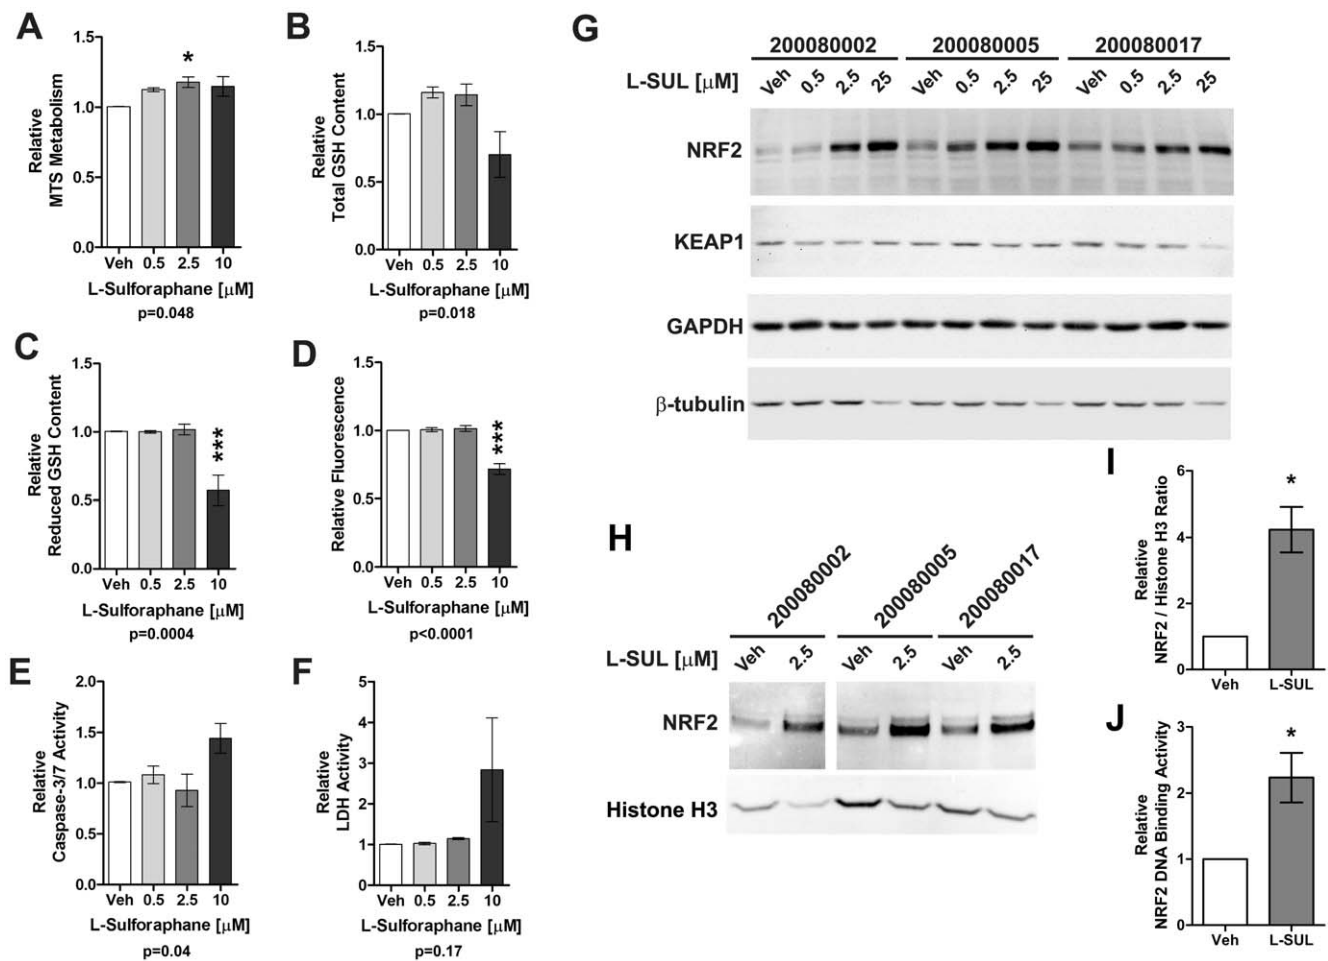 A
Relative
MTS Metabolism
1.5
1.0
0.5
0.0
*
Veh 0.5 2.5 10
L-Sulforaphane [μM]
p=0.048
B
Relative
Total GSH Content
1.5
1.0
0.5
0.0
Veh 0.5 2.5 10
L-Sulforaphane [μM]
p=0.018
C
Relative
Reduced GSH Content
1.5
1.0
0.5
0.0
***
Veh 0.5 2.5 10
L-Sulforaphane [μM]
p=0.0004
D
Relative Fluorescence
1.5
1.0
0.5
0.0
***
Veh 0.5 2.5 10
L-Sulforaphane [μM]
p<0.0001
E
Relative
Caspase-3/7 Activity
2.0
1.5
1.0
0.5
0.0
Veh 0.5 2.5 10
L-Sulforaphane [μM]
p=0.04
F
Relative
LDH Activity
5
4
3
2
1
0
Veh 0.5 2.5 10
L-Sulforaphane [μM]
p=0.17
G
200080002 200080005 200080017
L-SUL [μM] Veh 0.5 2.5 25 Veh 0.5 2.5 25 Veh 0.5 2.5 25
NRF2
KEAP1
GAPDH
β-tubulin
H
200080002 200080005 200080017
L-SUL [μM] Veh 2.5 Veh 2.5 Veh 2.5
NRF2
Histone H3
I
Relative
NRF2 / Histone H3 Ratio
6
4
2
0
*
Veh L-SUL
J
Relative
NRF2 DNA Binding Activity
3
2
1
0
*
Veh L-SUL